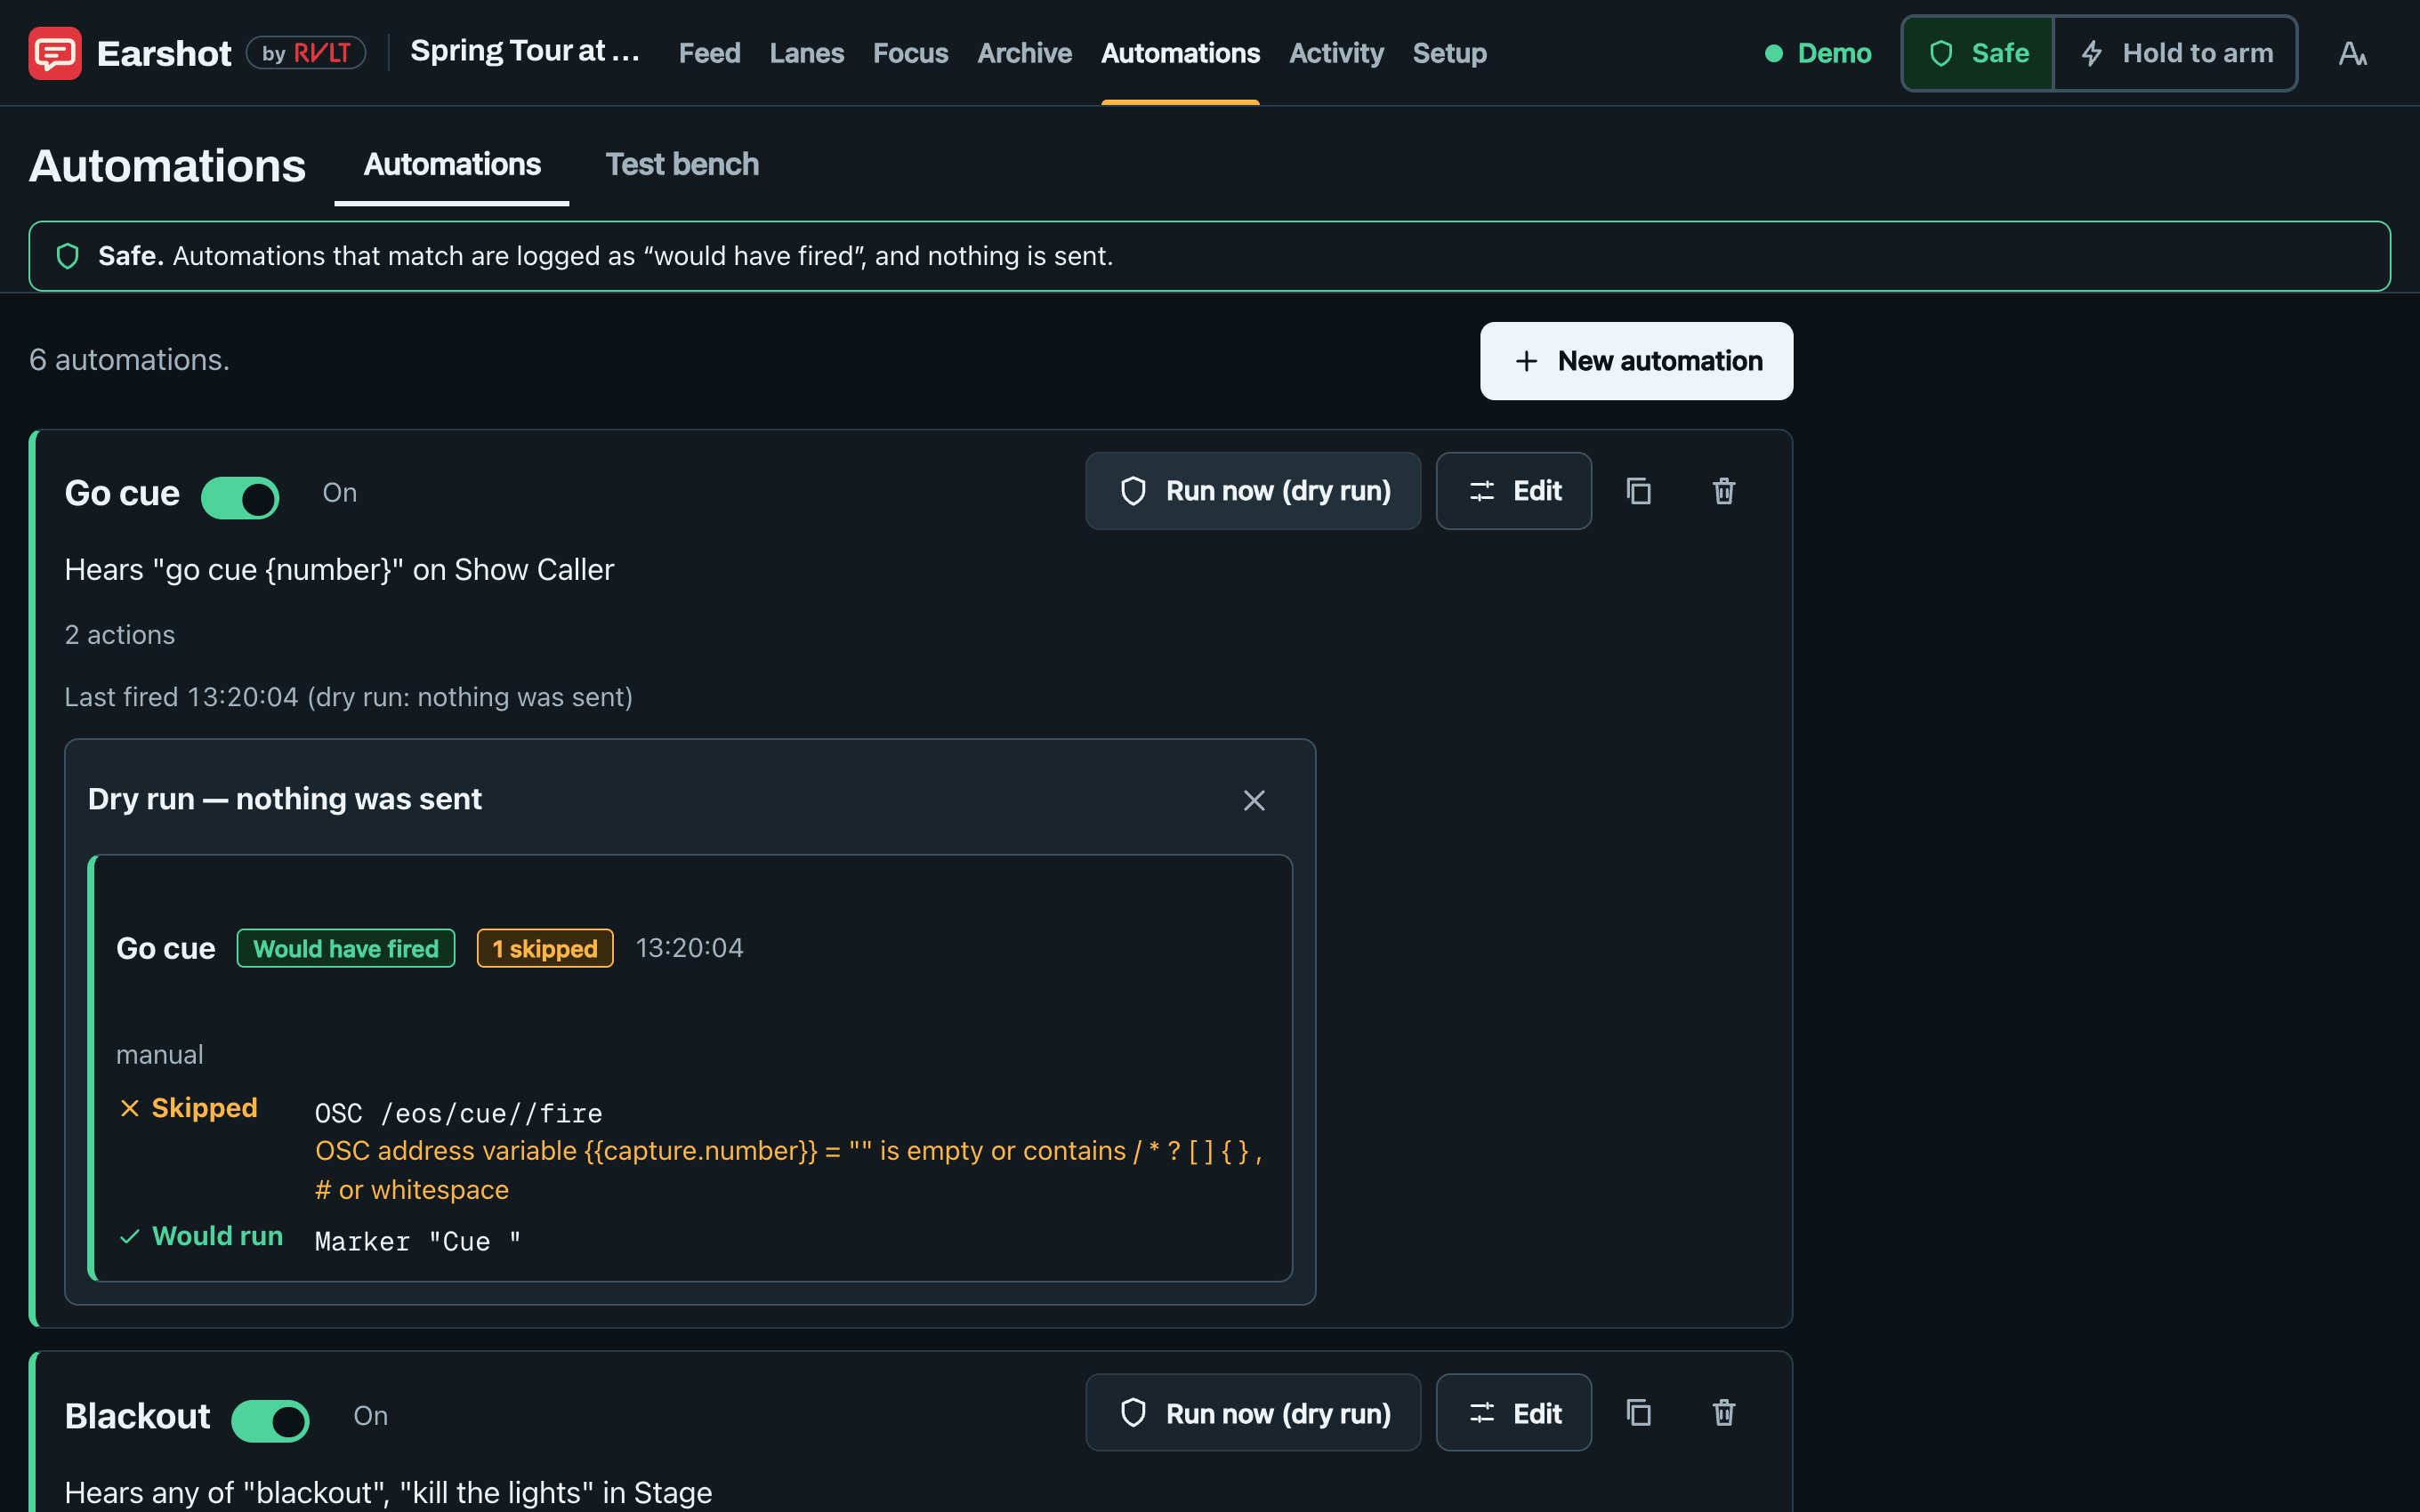 Earshot by RVLT Spring Tour at ... Feed Lanes Focus Archive Automations Activity Setup Demo Safe Hold to arm
Automations Automations Test bench
Safe. Automations that match are logged as “would have fired”, and nothing is sent.
6 automations. New automation
Go cue On Run now (dry run) Edit
Hears "go cue {number}" on Show Caller
2 actions
Last fired 13:20:04 (dry run: nothing was sent)
Dry run — nothing was sent
Go cue Would have fired 1 skipped 13:20:04
manual
Skipped OSC /eos/cue//fire
OSC address variable {{capture.number}} = "" is empty or contains / * ? [ ] { } ,
# or whitespace
Would run Marker "Cue "
Blackout On Run now (dry run) Edit
Hears any of "blackout", "kill the lights" in Stage